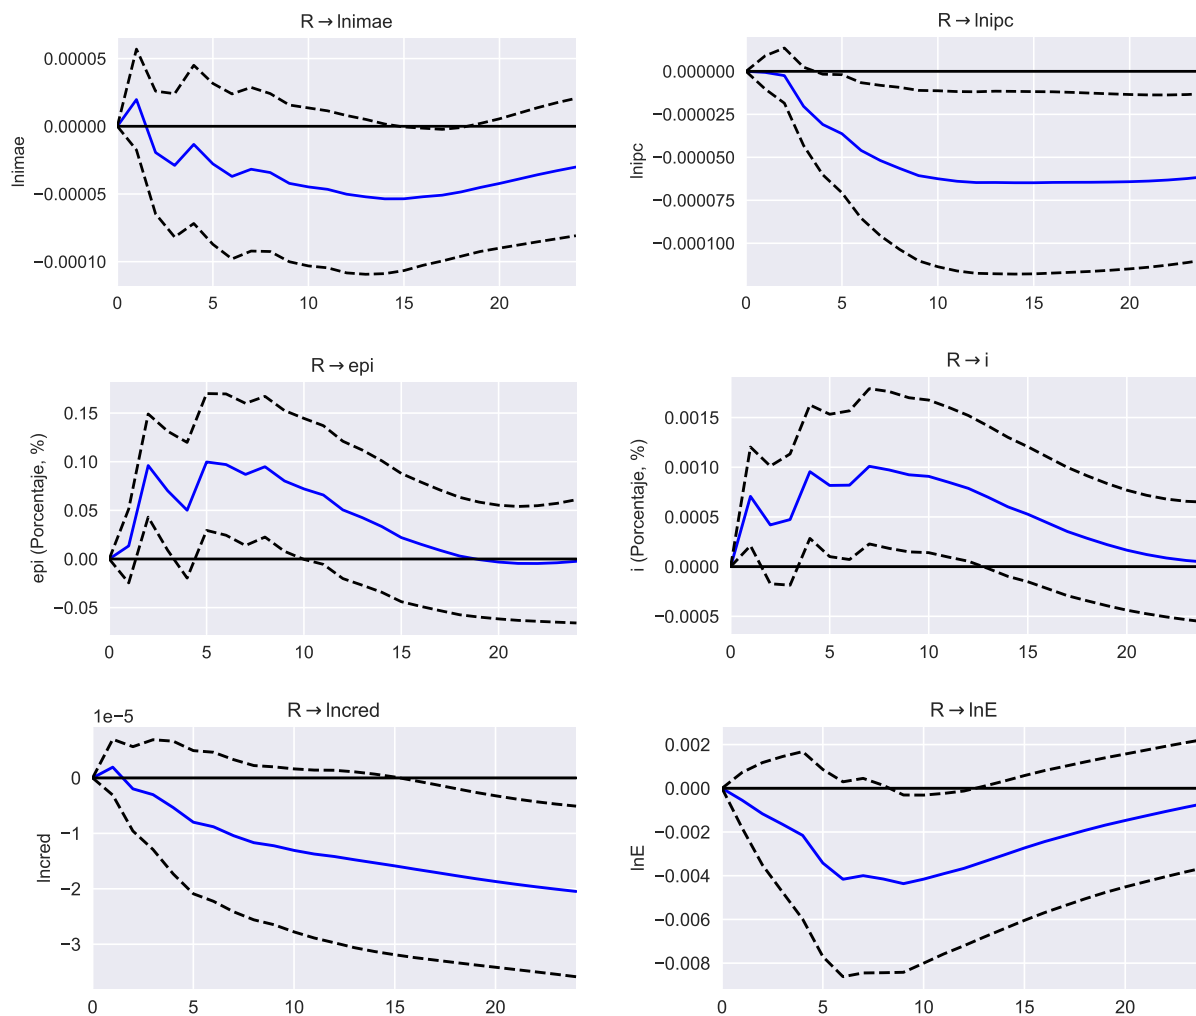 R → lnimae
lnimae
0.00005
0.00000
−0.00005
−0.00010
0 5 10 15 20
R → lnipc
lnipc
0.000000
−0.000025
−0.000050
−0.000075
−0.000100
0 5 10 15 20
R → epi
epi (Porcentaje, %)
0.15
0.10
0.05
0.00
−0.05
0 5 10 15 20
R → i
i (Porcentaje, %)
0.0015
0.0010
0.0005
0.0000
−0.0005
0 5 10 15 20
R → lncred
1e−5
lncred
0
−1
−2
−3
0 5 10 15 20
R → lnE
lnE
0.002
0.000
−0.002
−0.004
−0.006
−0.008
0 5 10 15 20